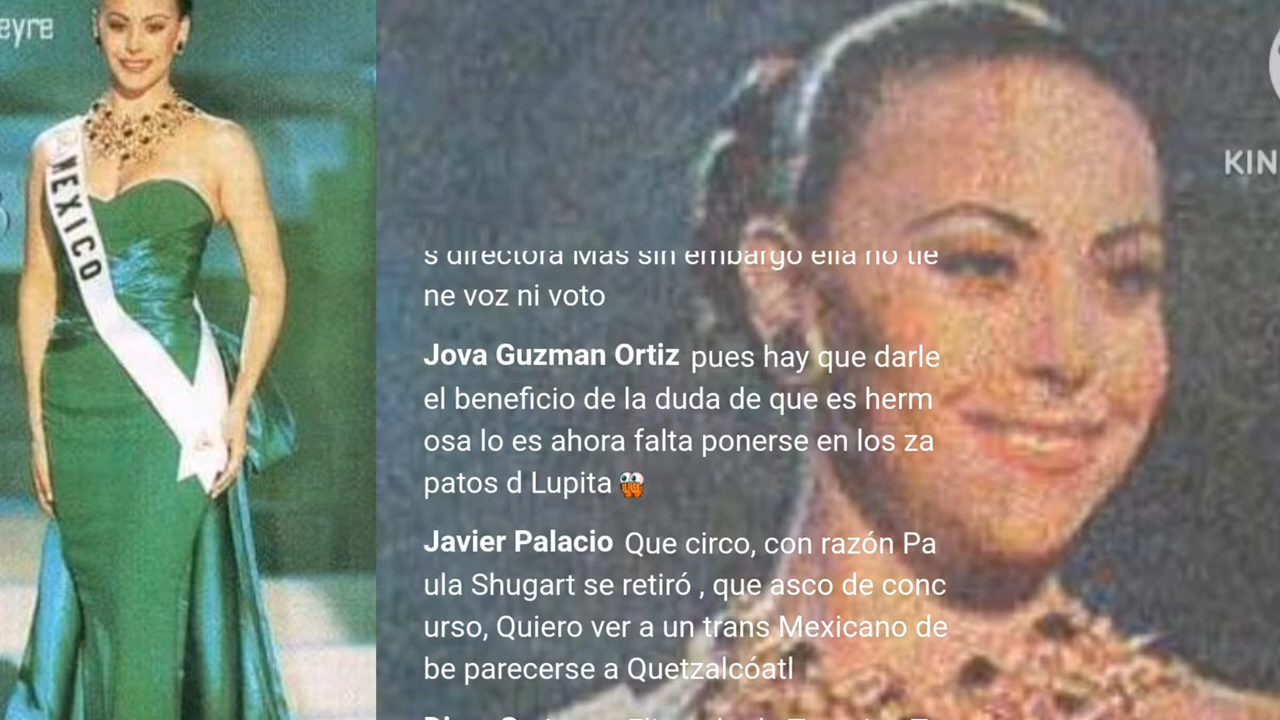 eyre
MEXICO
KIN
s directora Mas sin embargo ella no tie
ne voz ni voto
Jova Guzman Ortiz pues hay que darle
el beneficio de la duda de que es herm
osa lo es ahora falta ponerse en los za
patos d Lupita 🙀
Javier Palacio Que circo, con razón Pa
ula Shugart se retiró , que asco de conc
urso, Quiero ver a un trans Mexicano de
be parecerse a Quetzalcóatl